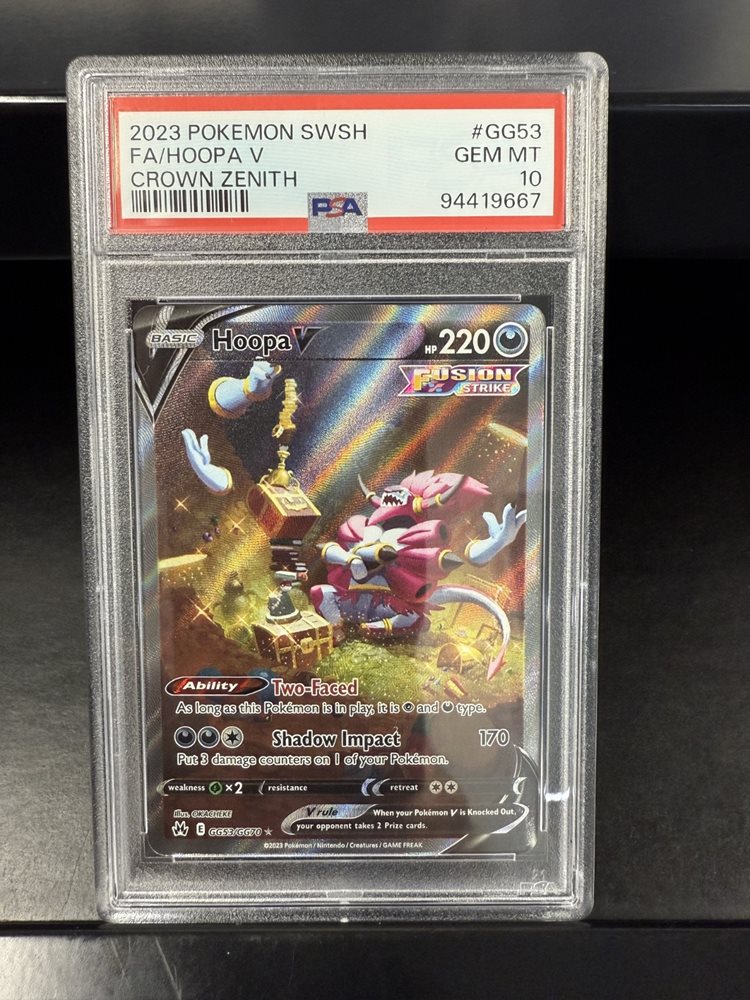 2023 POKEMON SWSH #GG53
FA/HOOPA V GEM MT
CROWN ZENITH 10
PSA 94419667
BASIC Hoopa V HP 220
FUSION
STRIKE
Ability Two-Faced
As long as this Pokémon is in play, it is and type.
Shadow Impact 170
Put 3 damage counters on 1 of your Pokémon.
weakness ×2 resistance retreat
Illus. OKACHEKE
V rule When your Pokémon V is Knocked Out,
your opponent takes 2 Prize cards.
E GG53/GG70
©2023 Pokémon / Nintendo / Creatures / GAME FREAK
PSA